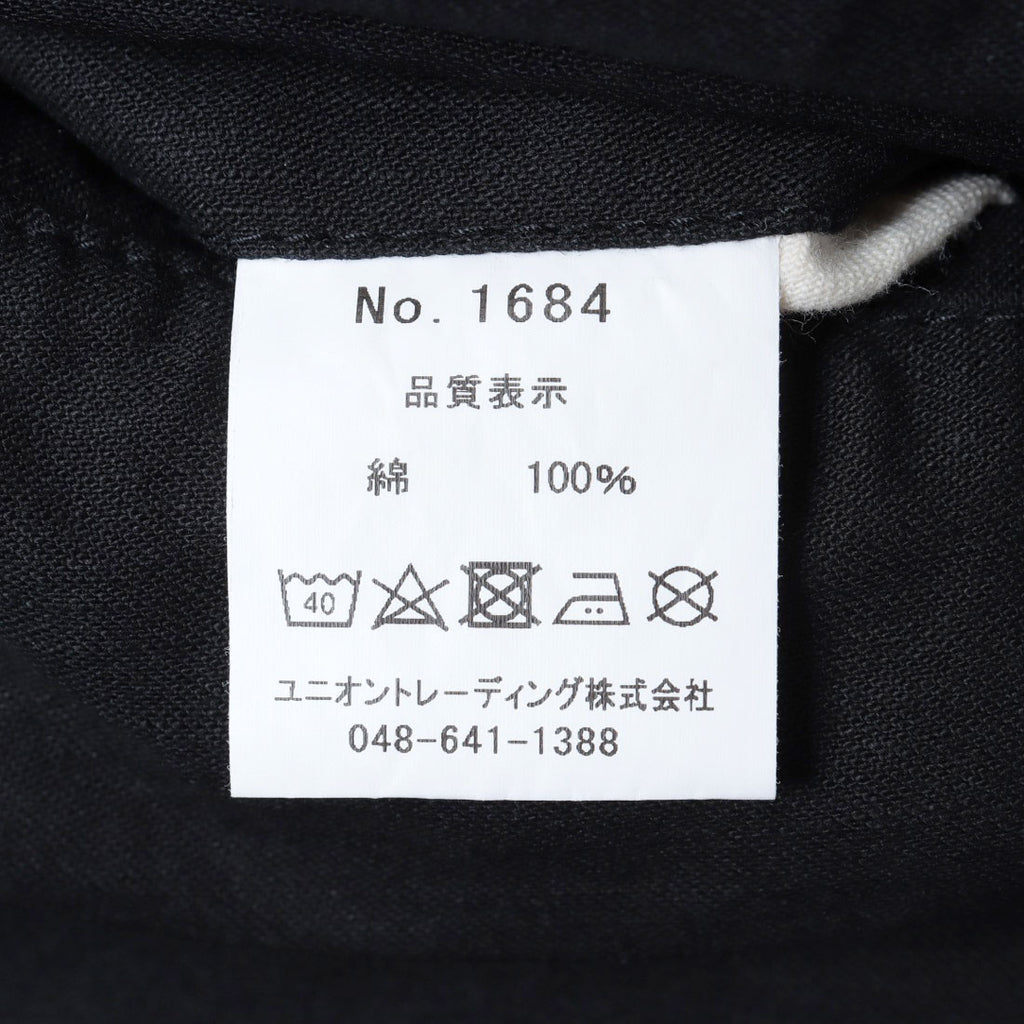 No. 1684
品質表示
綿 100%
40
ユニオントレーディング株式会社
048-641-1388